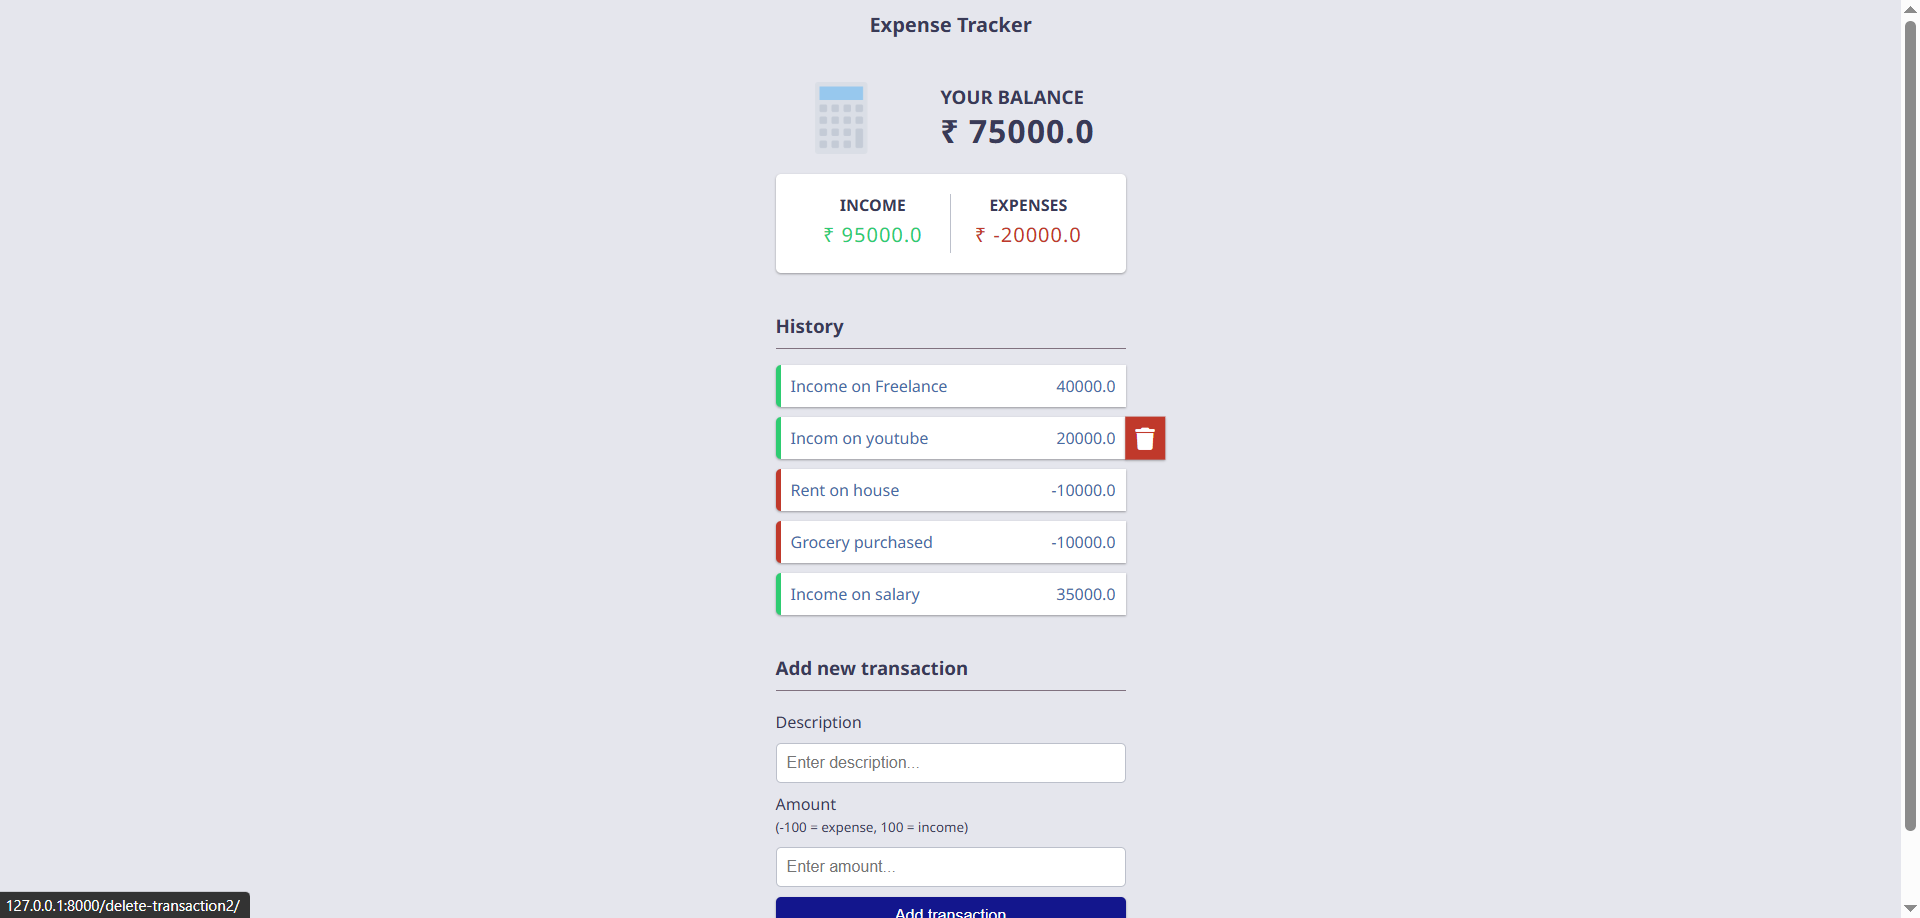 Expense Tracker
YOUR BALANCE
₹ 75000.0
INCOME
₹ 95000.0
EXPENSES
₹ -20000.0
History
Income on Freelance 40000.0
Incom on youtube 20000.0
Rent on house -10000.0
Grocery purchased -10000.0
Income on salary 35000.0
Add new transaction
Description
Enter description...
Amount
(-100 = expense, 100 = income)
Enter amount...
Add transaction
127.0.0.1:8000/delete-transaction2/